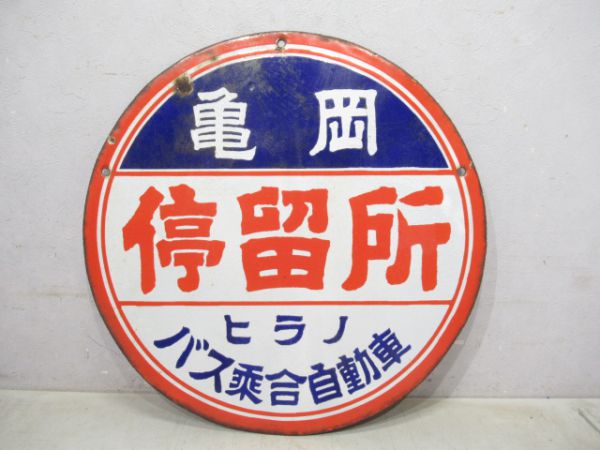 亀岡
停留所
ヒラノ
バス乗合自動車